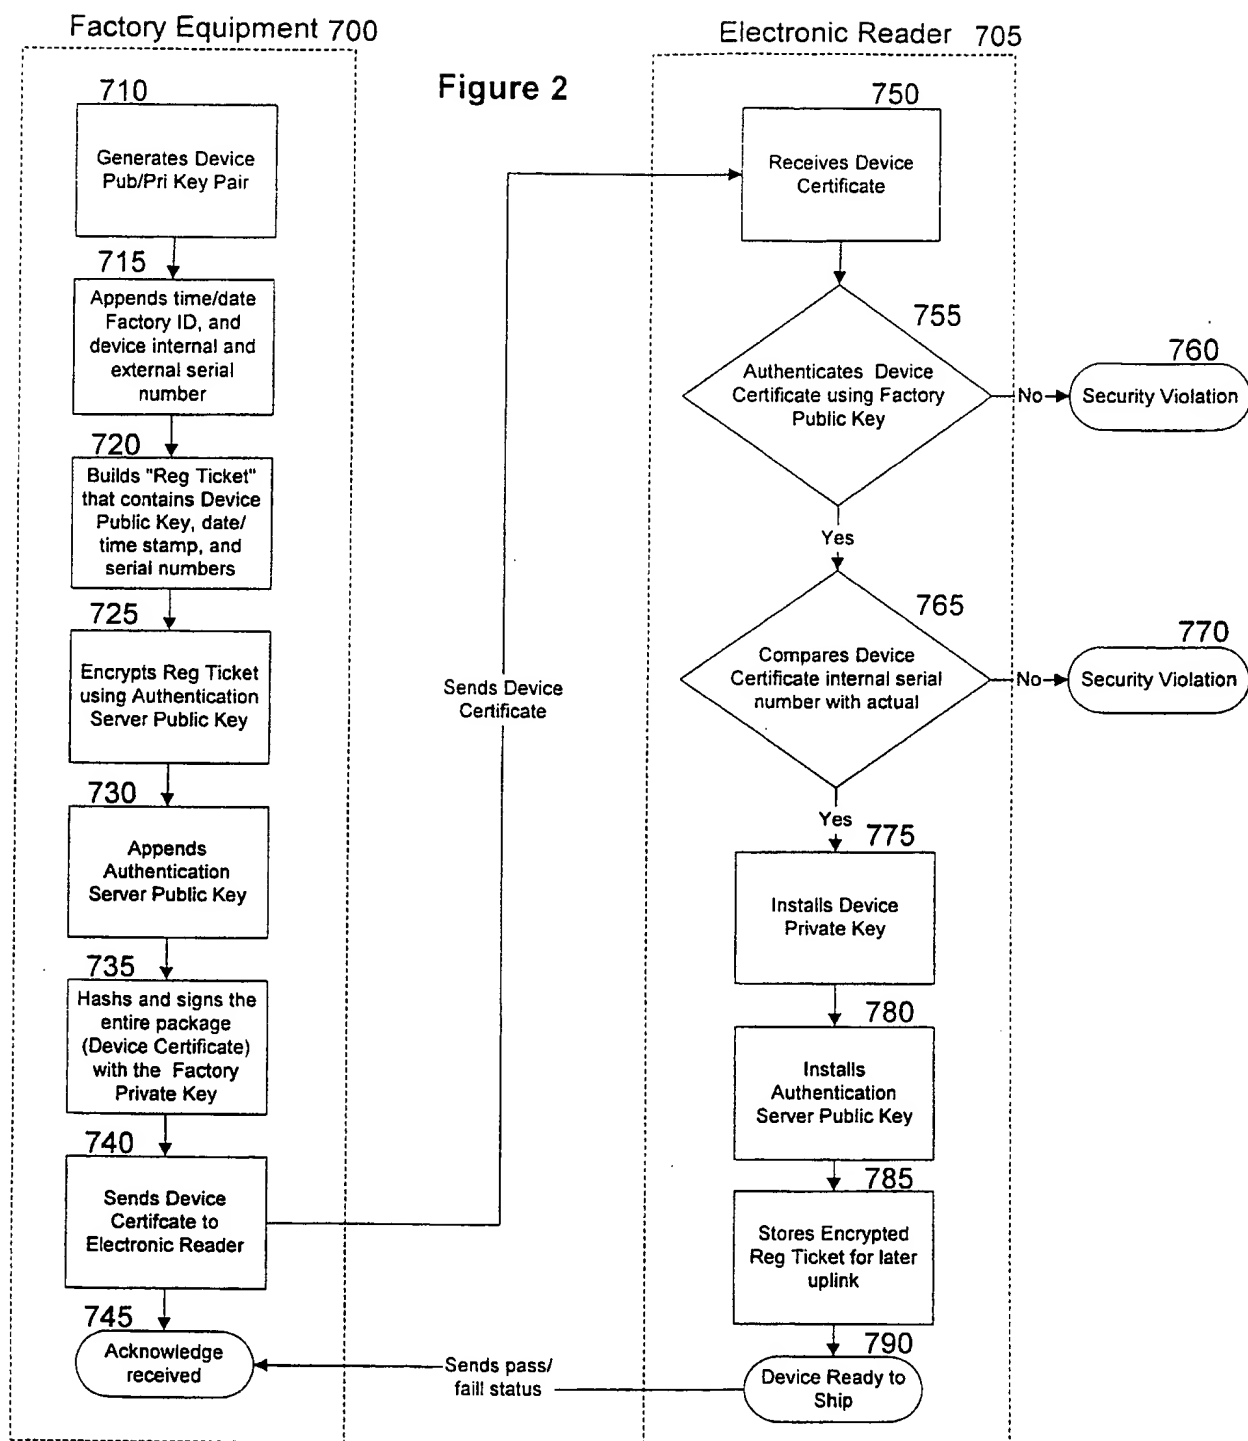 Factory Equipment 700
Electronic Reader 705
Figure 2
710
Generates Device
Pub/Pri Key Pair
715
Appends time/date
Factory ID, and
device internal and
external serial
number
720
Builds "Reg Ticket"
that contains Device
Public Key, date/
time stamp, and
serial numbers
725
Encrypts Reg Ticket
using Authentication
Server Public Key
730
Appends
Authentication
Server Public Key
735
Hashs and signs the
entire package
(Device Certificate)
with the Factory
Private Key
740
Sends Device
Certifcate to
Electronic Reader
745
Acknowledge
received
Sends Device
Certificate
750
Receives Device
Certificate
755
Authenticates Device
Certificate using Factory
Public Key
No
760
Security Violation
Yes
765
Compares Device
Certificate internal serial
number with actual
No
770
Security Violation
Yes
775
Installs Device
Private Key
780
Installs
Authentication
Server Public Key
785
Stores Encrypted
Reg Ticket for later
uplink
790
Device Ready to
Ship
Sends pass/
faill status